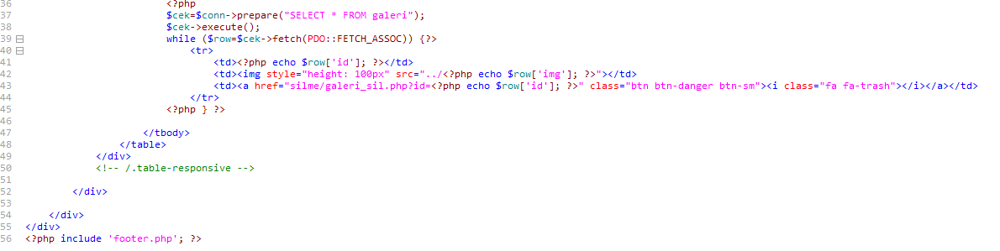 36 <?php
37 $cek=$conn->prepare("SELECT * FROM galeri");
38 $cek->execute();
39 while ($row=$cek->fetch(PDO::FETCH_ASSOC)) {?>
40 <tr>
41 <td><?php echo $row['id']; ?></td>
42 <td><img style="height: 100px" src="../<?php echo $row['img']; ?>"></td>
43 <td><a href="silme/galeri_sil.php?id=<?php echo $row['id']; ?>" class="btn btn-danger btn-sm"><i class="fa fa-trash"></i></a></td>
44 </tr>
45 <?php } ?>
46
47 </tbody>
48 </table>
49 </div>
50 <!-- /.table-responsive -->
51
52 </div>
53
54 </div>
55 </div>
56 <?php include 'footer.php'; ?>